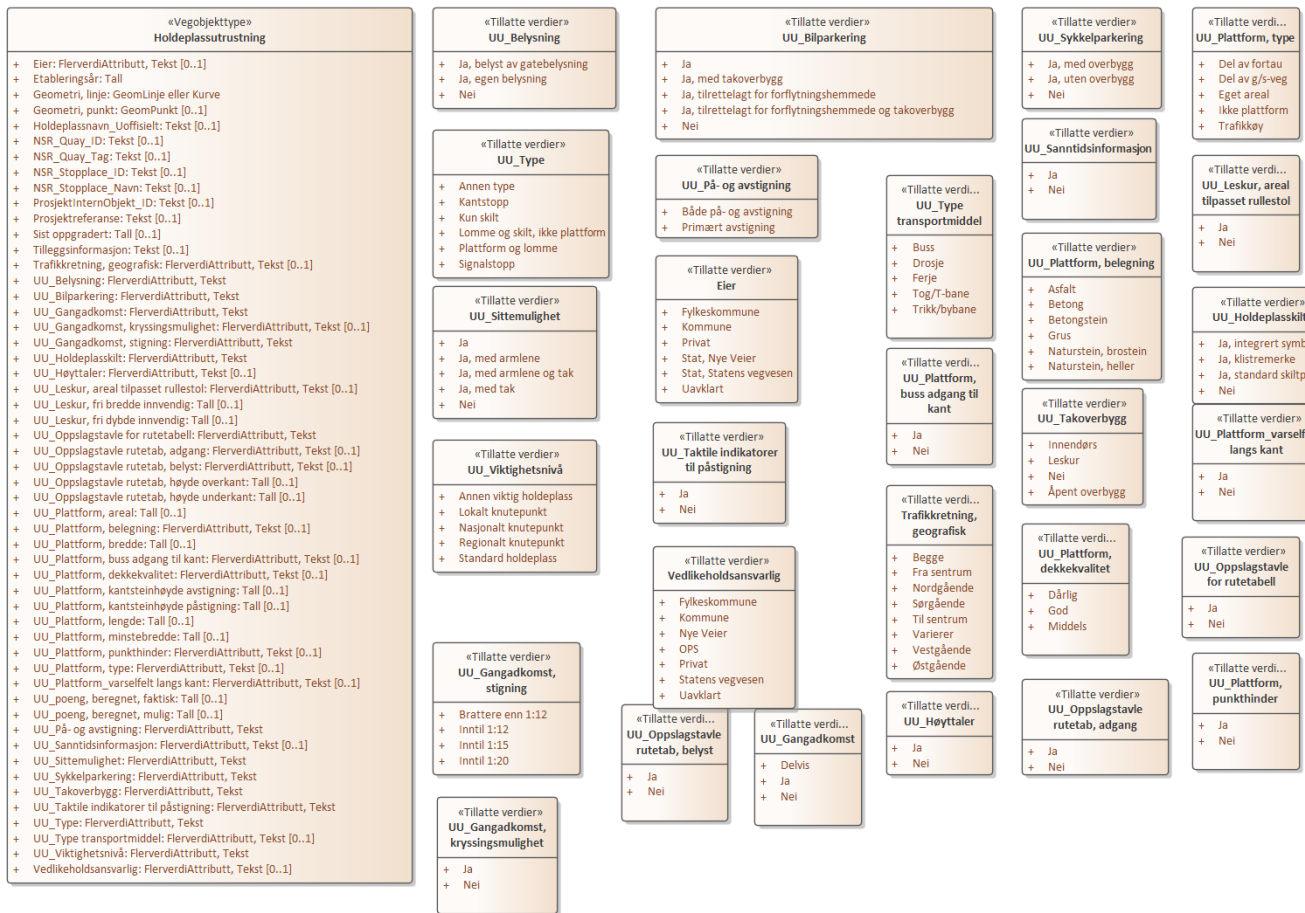 «Vegobjekttype»
Holdeplassutrustning
+ Eier: FlerverdiAttributt, Tekst [0..1]
+ Etableringsår: Tall
+ Geometri, linje: GeomLinje eller Kurve
+ Geometri, punkt: GeomPunkt [0..1]
+ Holdeplassnavn_Uoffisielt: Tekst [0..1]
+ NSR_Quay_ID: Tekst [0..1]
+ NSR_Quay_Tag: Tekst [0..1]
+ NSR_Stopplace_ID: Tekst [0..1]
+ NSR_Stopplace_Navn: Tekst [0..1]
+ ProsjektInternObjekt_ID: Tekst [0..1]
+ Prosjektreferanse: Tekst [0..1]
+ Sist oppgradert: Tall [0..1]
+ Tilleggsinformasjon: Tekst [0..1]
+ Trafikkretning, geografisk: FlerverdiAttributt, Tekst [0..1]
+ UU_Belysning: FlerverdiAttributt, Tekst
+ UU_Bilparkering: FlerverdiAttributt, Tekst
+ UU_Gangadkomst: FlerverdiAttributt, Tekst
+ UU_Gangadkomst, kryssingsmulighet: FlerverdiAttributt, Tekst [0..1]
+ UU_Gangadkomst, stigning: FlerverdiAttributt, Tekst
+ UU_Holdeplasskilt: FlerverdiAttributt, Tekst
+ UU_Høyttaler: FlerverdiAttributt, Tekst [0..1]
+ UU_Leskur, areal tilpasset rullestol: FlerverdiAttributt, Tekst [0..1]
+ UU_Leskur, fri bredde innvendig: Tall [0..1]
+ UU_Leskur, fri dybde innvendig: Tall [0..1]
+ UU_Oppslagstavle for rutetabell: FlerverdiAttributt, Tekst
+ UU_Oppslagstavle rutetab, adgang: FlerverdiAttributt, Tekst [0..1]
+ UU_Oppslagstavle rutetab, belyst: FlerverdiAttributt, Tekst [0..1]
+ UU_Oppslagstavle rutetab, høyde overkant: Tall [0..1]
+ UU_Oppslagstavle rutetab, høyde underkant: Tall [0..1]
+ UU_Plattform, areal: Tall [0..1]
+ UU_Plattform, belegning: FlerverdiAttributt, Tekst [0..1]
+ UU_Plattform, bredde: Tall [0..1]
+ UU_Plattform, buss adgang til kant: FlerverdiAttributt, Tekst [0..1]
+ UU_Plattform, dekkekvalitet: FlerverdiAttributt, Tekst [0..1]
+ UU_Plattform, kantsteinhøyde avstigning: Tall [0..1]
+ UU_Plattform, kantsteinhøyde påstigning: Tall [0..1]
+ UU_Plattform, lengde: Tall [0..1]
+ UU_Plattform, minstebredde: Tall [0..1]
+ UU_Plattform, punkthinder: FlerverdiAttributt, Tekst [0..1]
+ UU_Plattform, type: FlerverdiAttributt, Tekst [0..1]
+ UU_Plattform_varselfelt langs kant: FlerverdiAttributt, Tekst [0..1]
+ UU_poeng, beregnet, faktisk: Tall [0..1]
+ UU_poeng, beregnet, mulig: Tall [0..1]
+ UU_På- og avstigning: FlerverdiAttributt, Tekst
+ UU_Sanntidsinformasjon: FlerverdiAttributt, Tekst [0..1]
+ UU_Sittemulighet: FlerverdiAttributt, Tekst
+ UU_Sykkelparkering: FlerverdiAttributt, Tekst
+ UU_Takoverbygg: FlerverdiAttributt, Tekst
+ UU_Taktile indikatorer til påstigning: FlerverdiAttributt, Tekst
+ UU_Type: FlerverdiAttributt, Tekst
+ UU_Type transportmiddel: FlerverdiAttributt, Tekst [0..1]
+ UU_Viktighetsnivå: FlerverdiAttributt, Tekst
+ Vedlikeholdsansvarlig: FlerverdiAttributt, Tekst [0..1]
«Tillatte verdier»
UU_Belysning
+ Ja, belyst av gatebelysning
+ Ja, egen belysning
+ Nei
«Tillatte verdier»
UU_Type
+ Annen type
+ Kantstopp
+ Kun skilt
+ Lomme og skilt, ikke plattform
+ Plattform og lomme
+ Signalstopp
«Tillatte verdier»
UU_Sittemulighet
+ Ja
+ Ja, med armlene
+ Ja, med armlene og tak
+ Ja, med tak
+ Nei
«Tillatte verdier»
UU_Viktighetsnivå
+ Annen viktig holdeplass
+ Lokalt knutepunkt
+ Nasjonalt knutepunkt
+ Regionalt knutepunkt
+ Standard holdeplass
«Tillatte verdier»
UU_Gangadkomst,
stigning
+ Brattere enn 1:12
+ Inntil 1:12
+ Inntil 1:15
+ Inntil 1:20
«Tillatte verdier»
UU_Gangadkomst,
kryssingsmulighet
+ Ja
+ Nei
«Tillatte verdier»
UU_Bilparkering
+ Ja
+ Ja, med takoverbygg
+ Ja, tilrettelagt for forflytningshemmede
+ Ja, tilrettelagt for forflytningshemmede og takoverbygg
+ Nei
«Tillatte verdier»
UU_På- og avstigning
+ Både på- og avstigning
+ Primært avstigning
«Tillatte verdier»
Eier
+ Fylkeskommune
+ Kommune
+ Privat
+ Stat, Nye Veier
+ Stat, Statens vegvesen
+ Uavklart
«Tillatte verdier»
UU_Taktile indikatorer
til påstigning
+ Ja
+ Nei
«Tillatte verdier»
Vedlikeholdsansvarlig
+ Fylkeskommune
+ Kommune
+ Nye Veier
+ OPS
+ Privat
+ Statens vegvesen
+ Uavklart
«Tillatte verdi...
UU_Oppslagstavle
rutetab, belyst
+ Ja
+ Nei
«Tillatte verdi...
UU_Gangadkomst
+ Delvis
+ Ja
+ Nei
«Tillatte verdi...
UU_Type
transportmiddel
+ Buss
+ Drosje
+ Ferje
+ Tog/T-bane
+ Trikk/bybane
«Tillatte verdi...
UU_Plattform,
buss adgang til
kant
+ Ja
+ Nei
«Tillatte verdi...
Trafikkretning,
geografisk
+ Begge
+ Fra sentrum
+ Nordgående
+ Sørgående
+ Til sentrum
+ Varierer
+ Vestgående
+ Østgående
«Tillatte verdi...
UU_Høyttaler
+ Ja
+ Nei
«Tillatte verdier»
UU_Sykkelparkering
+ Ja, med overbygg
+ Ja, uten overbygg
+ Nei
«Tillatte verdier»
UU_Sanntidsinformasjon
+ Ja
+ Nei
«Tillatte verdier»
UU_Plattform, belegning
+ Asfalt
+ Betong
+ Betongstein
+ Grus
+ Naturstein, brostein
+ Naturstein, heller
«Tillatte verdier»
UU_Takoverbygg
+ Innendørs
+ Leskur
+ Nei
+ Åpent overbygg
«Tillatte verdi...
UU_Plattform,
dekkekvalitet
+ Dårlig
+ God
+ Middels
«Tillatte verdier»
UU_Oppslagstavle
rutetab, adgang
+ Ja
+ Nei
«Tillatte verdi...
UU_Plattform, type
+ Del av fortau
+ Del av g/s-veg
+ Eget areal
+ Ikke plattform
+ Trafikkøy
«Tillatte verdier»
UU_Leskur, areal
tilpasset rullestol
+ Ja
+ Nei
«Tillatte verdier»
UU_Holdeplasskilt
+ Ja, integrert symb
+ Ja, klistremerke
+ Ja, standard skiltp
+ Nei
«Tillatte verdier»
UU_Plattform_varself
langs kant
+ Ja
+ Nei
«Tillatte verdier»
UU_Oppslagstavle
for rutetabell
+ Ja
+ Nei
«Tillatte verdi...
UU_Plattform,
punkthinder
+ Ja
+ Nei